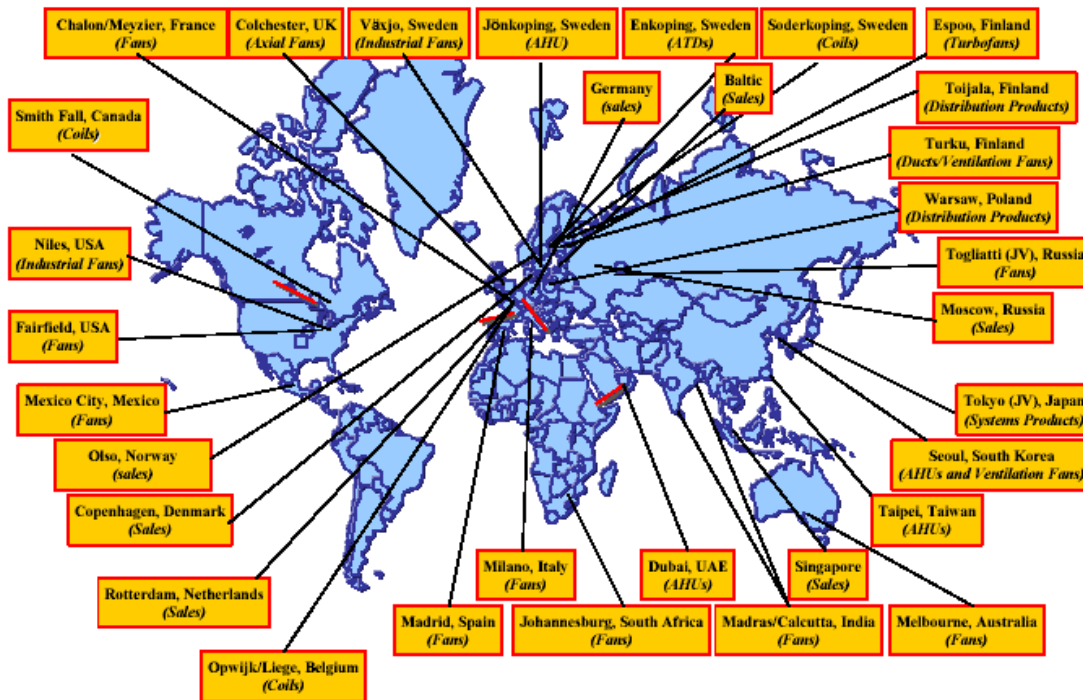 Chalon/Meyzier, France
(Fans)
Colchester, UK
(Axial Fans)
Växjo, Sweden
(Industrial Fans)
Jönkoping, Sweden
(AHU)
Enkoping, Sweden
(ATDs)
Soderkoping, Sweden
(Coils)
Espoo, Finland
(Turbofans)
Germany
(sales)
Baltic
(Sales)
Toijala, Finland
(Distribution Products)
Smith Fall, Canada
(Coils)
Turku, Finland
(Ducts/Ventilation Fans)
Warsaw, Poland
(Distribution Products)
Niles, USA
(Industrial Fans)
Togliatti (JV), Russia
(Fans)
Fairfield, USA
(Fans)
Moscow, Russia
(Sales)
Mexico City, Mexico
(Fans)
Tokyo (JV), Japan
(Systems Products)
Olso, Norway
(sales)
Seoul, South Korea
(AHUs and Ventilation Fans)
Copenhagen, Denmark
(Sales)
Taipei, Taiwan
(AHUs)
Milano, Italy
(Fans)
Dubai, UAE
(AHUs)
Singapore
(Sales)
Rotterdam, Netherlands
(Sales)
Madrid, Spain
(Fans)
Johannesburg, South Africa
(Fans)
Madras/Calcutta, India
(Fans)
Melbourne, Australia
(Fans)
Opwijk/Liege, Belgium
(Coils)